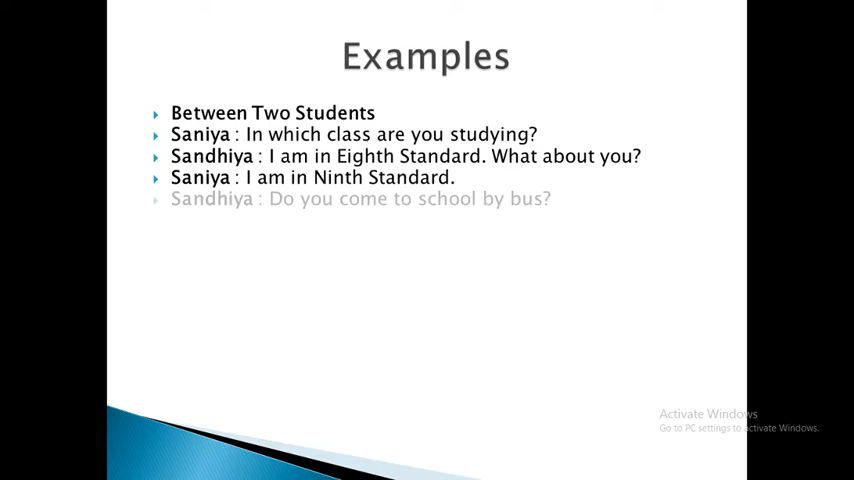 Examples
Between Two Students
Saniya : In which class are you studying?
Sandhiya : I am in Eighth Standard. What about you?
Saniya : I am in Ninth Standard.
Sandhiya : Do you come to school by bus?
Activate Windows
Go to PC settings to activate Windows.